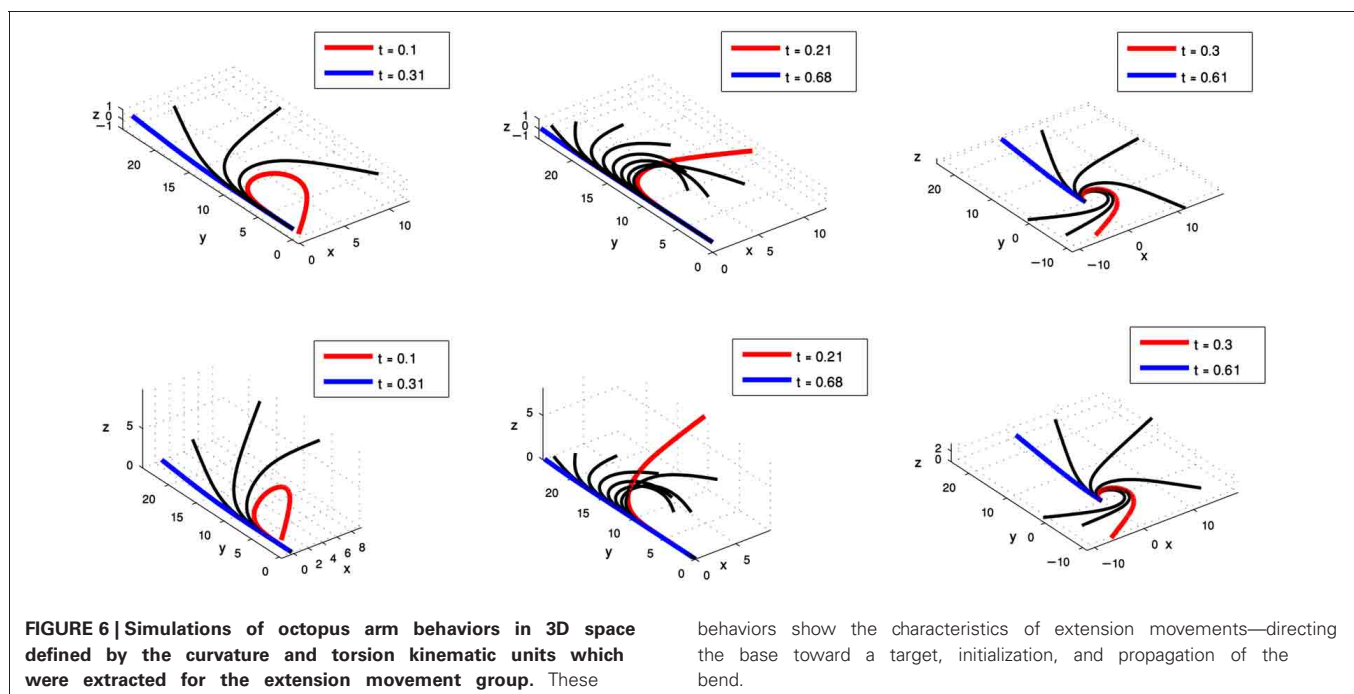 t = 0.1
t = 0.31
z
1
0
−1
20
15
10
5
0
y
0
5
10
x
t = 0.21
t = 0.68
z
1
0
−1
20
15
10
5
0
y
0
5
10
x
t = 0.3
t = 0.61
z
20
10
y 0
−10
−10
0
10
x
t = 0.1
t = 0.31
z
5
0
20
15
10
5
0
y
0
2
4
6
8
x
t = 0.21
t = 0.68
z
5
0
20
15
10
5
0
y
0
5
x
t = 0.3
t = 0.61
z
2
0
20
10
y 0
−10
−10
0
10
x
FIGURE 6 | Simulations of octopus arm behaviors in 3D space
defined by the curvature and torsion kinematic units which
were extracted for the extension movement group. These
behaviors show the characteristics of extension movements—directing
the base toward a target, initialization, and propagation of the
bend.